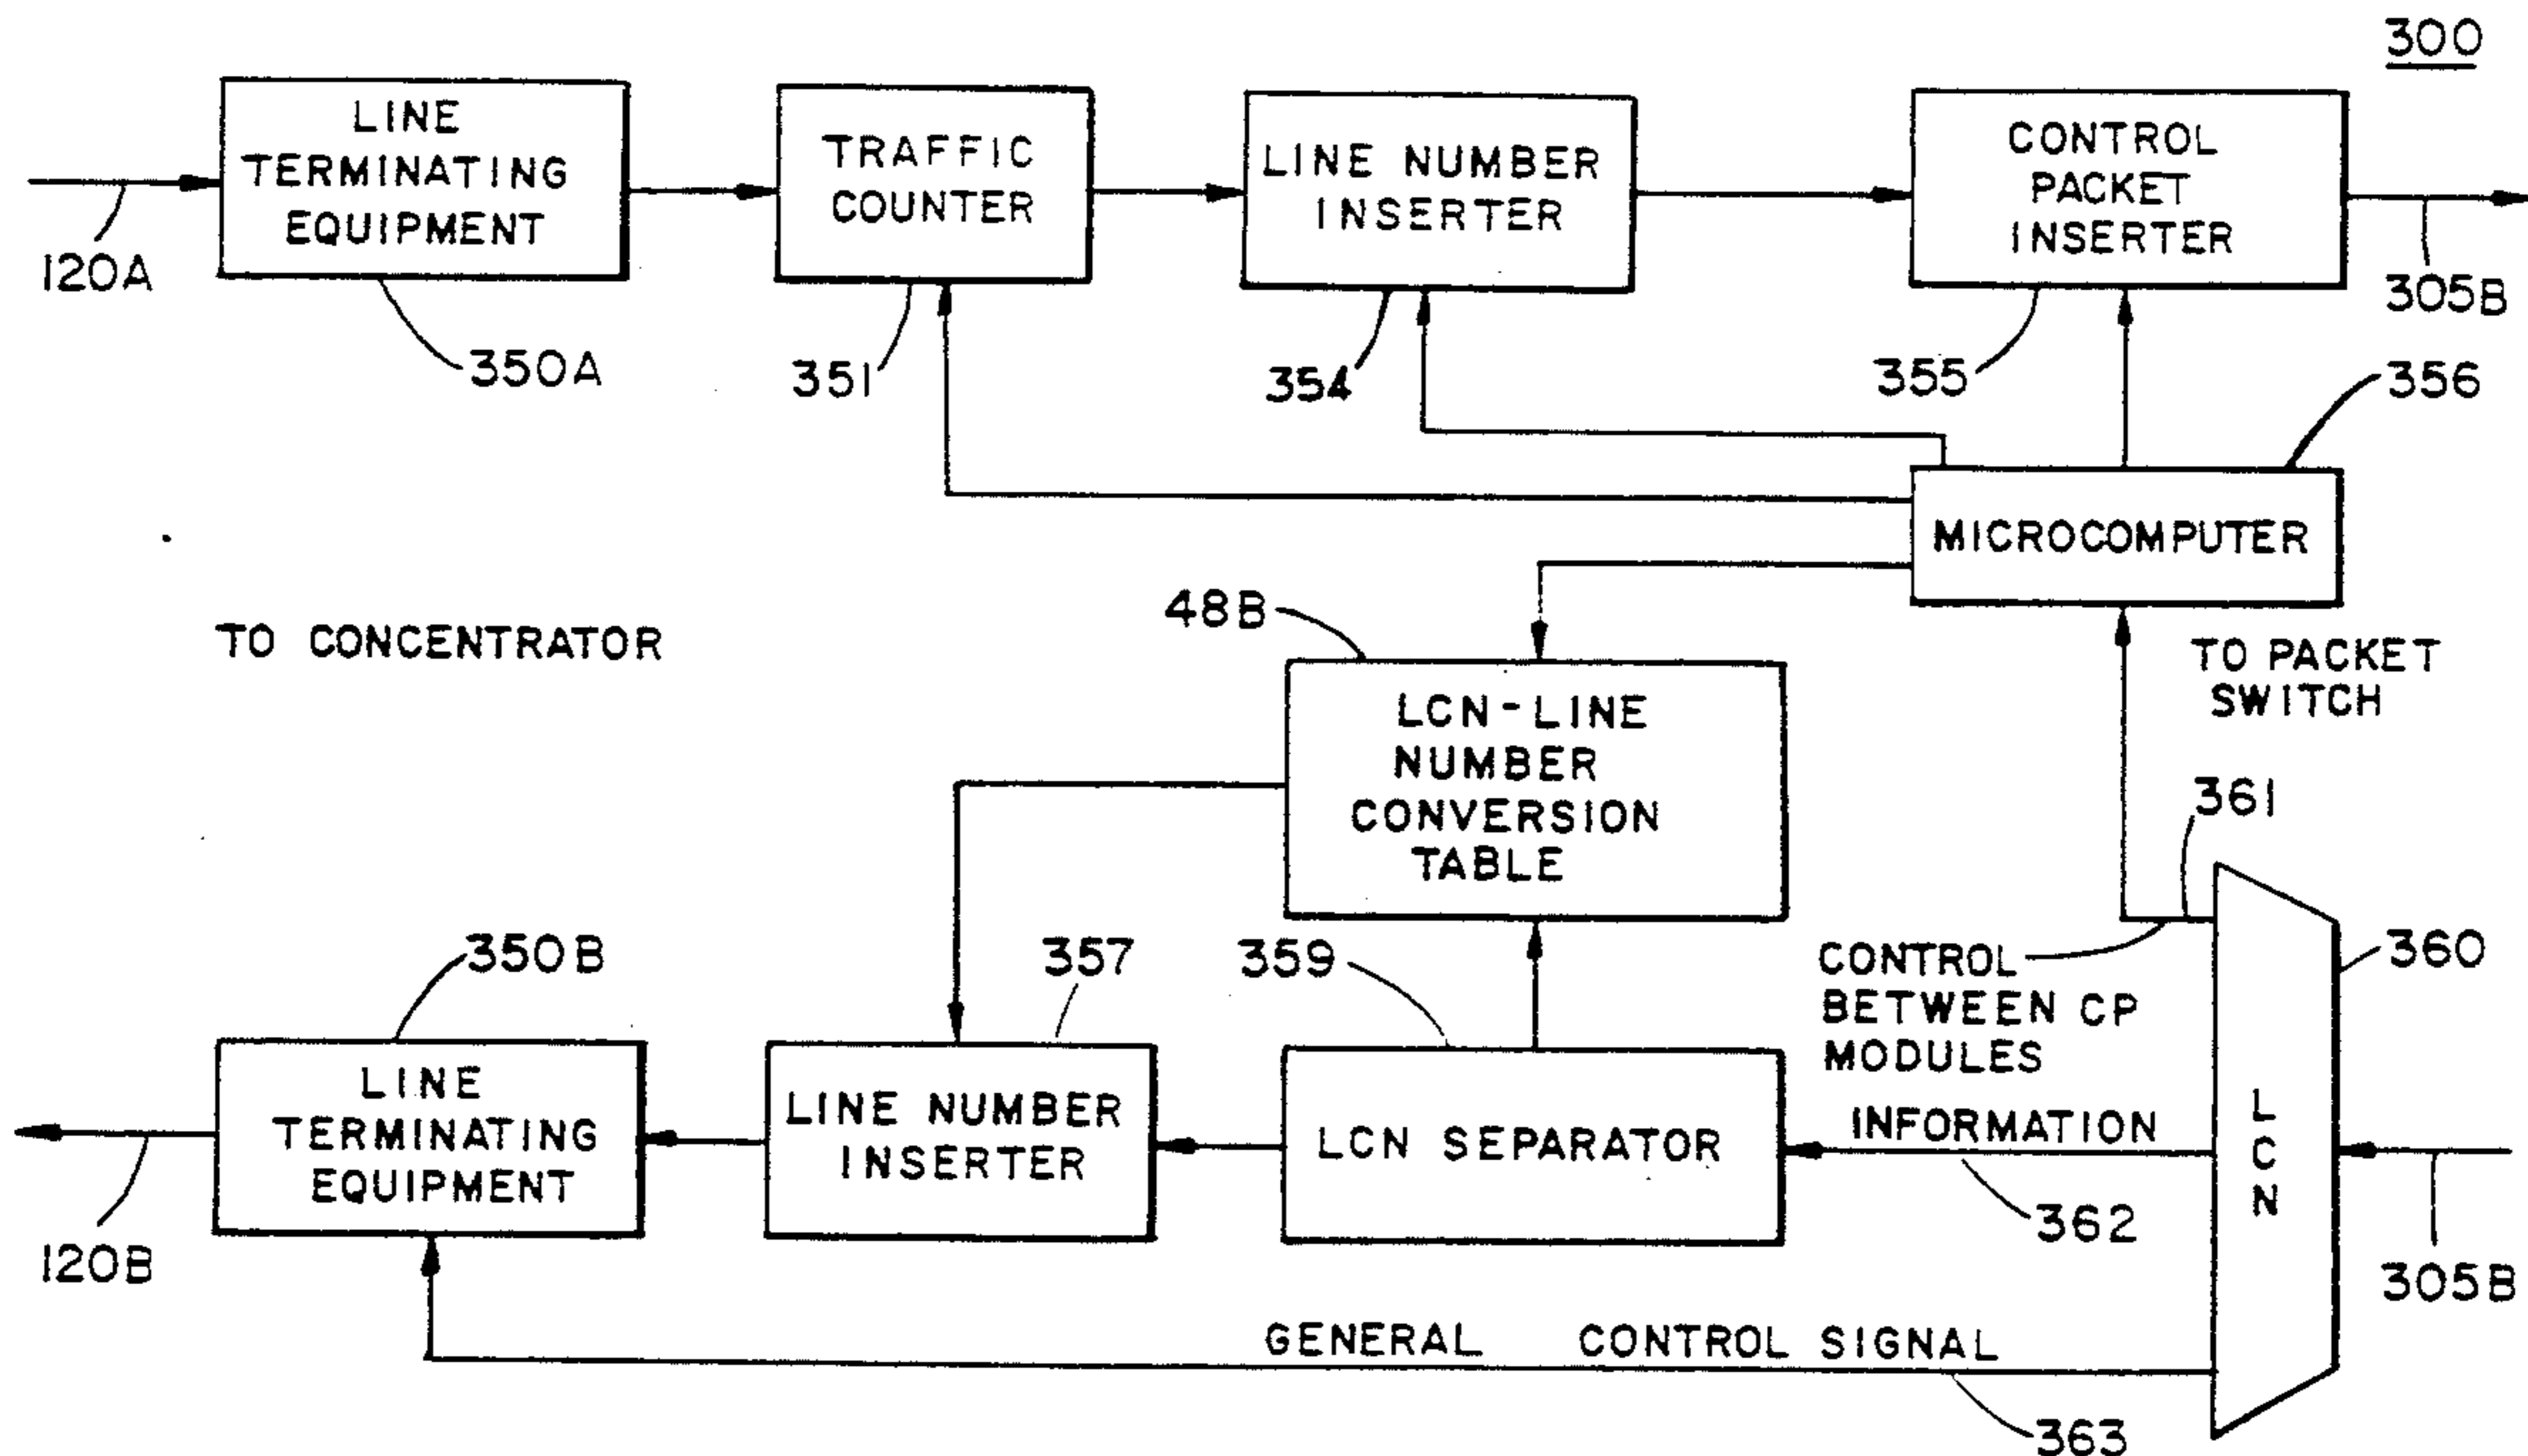 300
LINE
TERMINATING
EQUIPMENT
TRAFFIC
COUNTER
LINE NUMBER
INSERTER
CONTROL
PACKET
INSERTER
120A
305B
350A
351
354
355
356
MICROCOMPUTER
48B
TO CONCENTRATOR
TO PACKET
SWITCH
LCN-LINE
NUMBER
CONVERSION
TABLE
361
350B
357
359
CONTROL
BETWEEN CP
MODULES
360
LINE
TERMINATING
EQUIPMENT
LINE NUMBER
INSERTER
LCN SEPARATOR
INFORMATION
LCN
362
120B
305B
GENERAL CONTROL SIGNAL
363